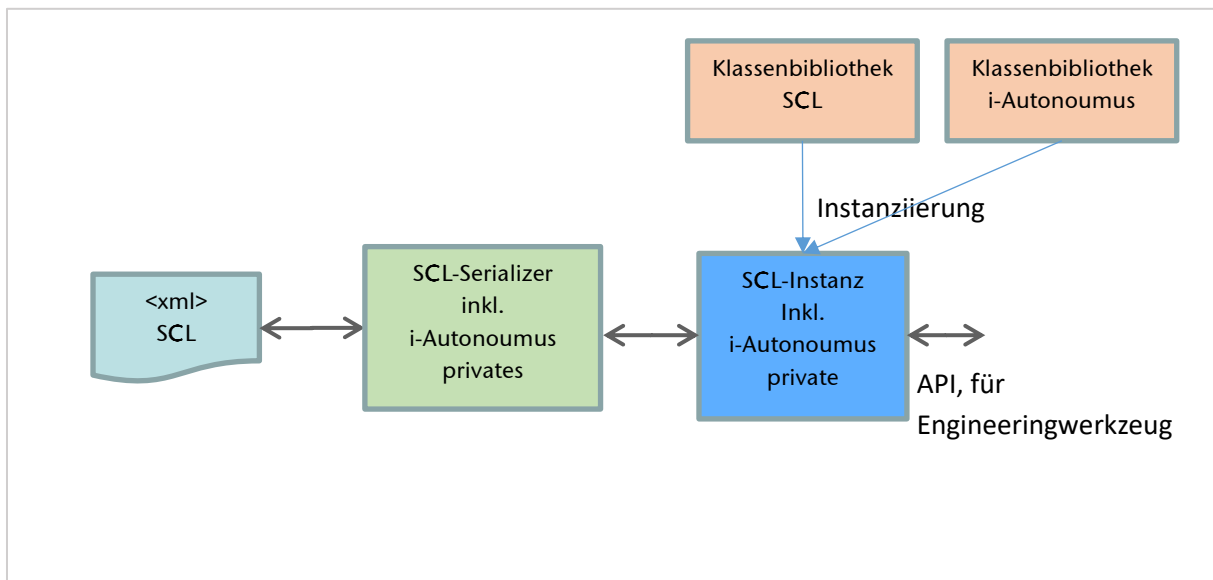 Klassenbibliothek
SCL
Klassenbibliothek
i-Autonoumus
Instanziierung
<xml>
SCL
SCL-Serializer
inkl.
i-Autonoumus
privates
SCL-Instanz
Inkl.
i-Autonoumus
private
API, für
Engineeringwerkzeug